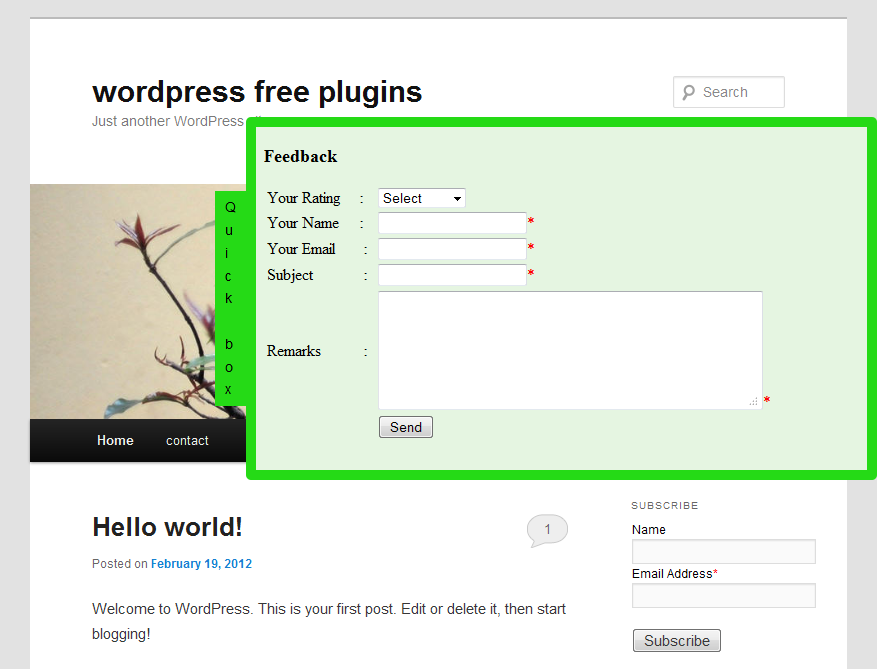 wordpress free plugins
Search
Just another WordPress
Feedback
Your Rating : Select
Your Name : *
Your Email : *
Subject : *
Remarks : *
Send
Q
u
i
c
k
b
o
x
Home contact
Hello world!
1
Posted on February 19, 2012
Welcome to WordPress. This is your first post. Edit or delete it, then start
blogging!
SUBSCRIBE
Name
Email Address*
Subscribe